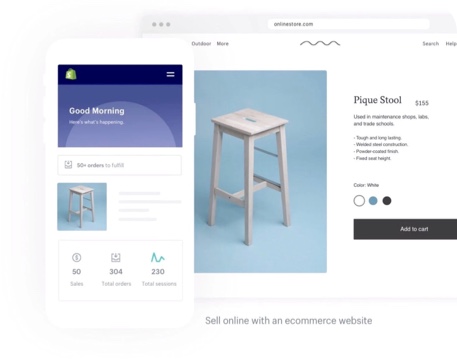 onlinestore.com
Outdoor More
Search Help
Good Morning
Here's what's happening.
50+ orders to fulfill
50
Sales
304
Total orders
230
Total sessions
Pique Stool $155
Used in maintenance shops, labs,
and trade schools.
- Tough and long lasting.
- Welded steel construction.
- Powder-coated finish.
- Fixed seat height.
Color: White
Add to cart
Sell online with an ecommerce website